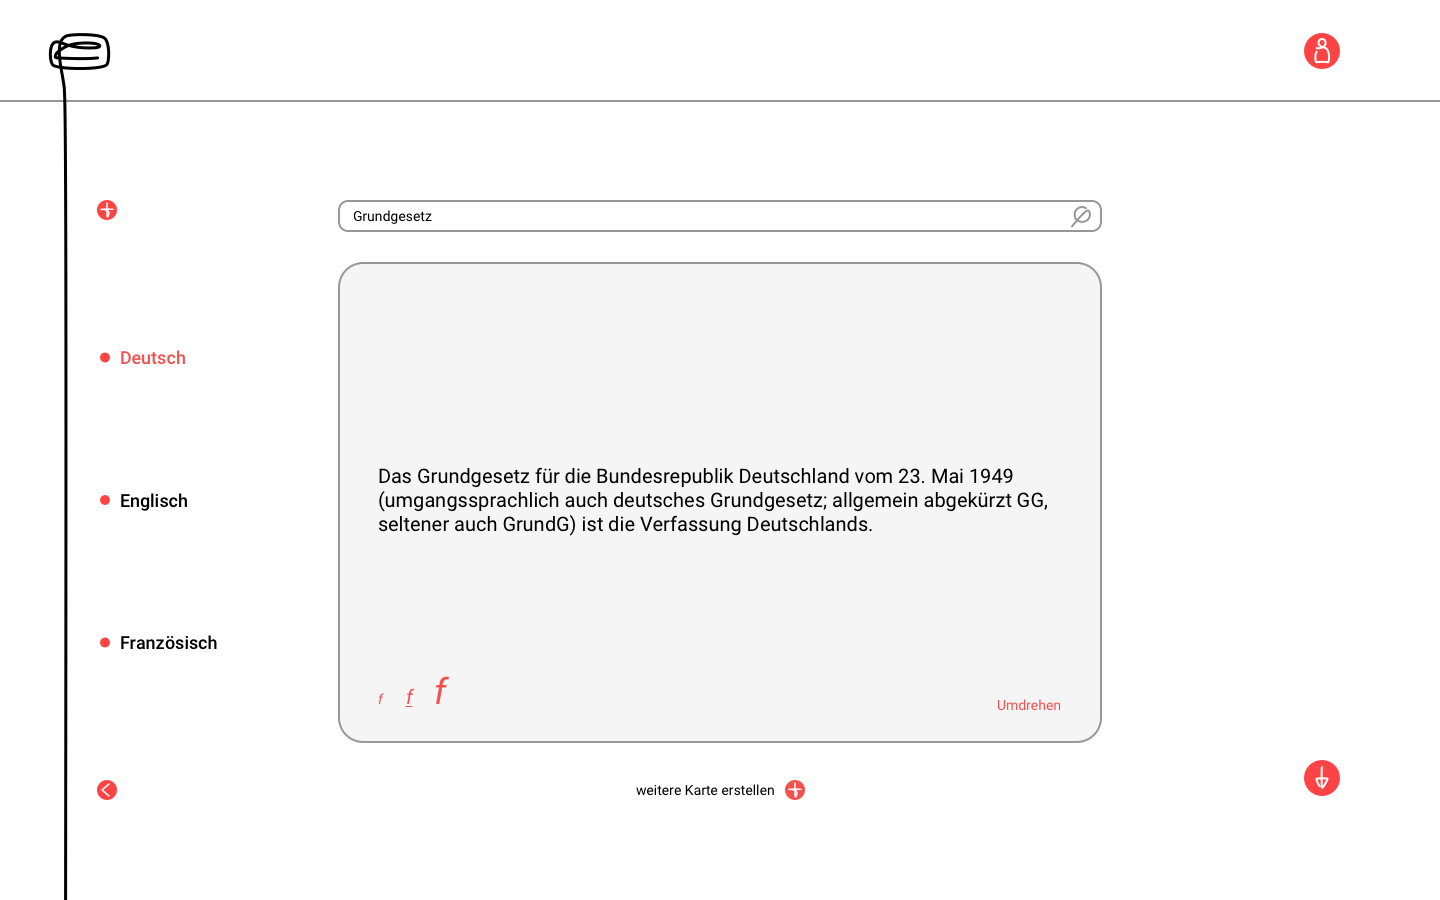 Grundgesetz
Deutsch
Englisch
Französisch
Das Grundgesetz für die Bundesrepublik Deutschland vom 23. Mai 1949
(umgangssprachlich auch deutsches Grundgesetz; allgemein abgekürzt GG,
seltener auch GrundG) ist die Verfassung Deutschlands.
f f f
Umdrehen
weitere Karte erstellen